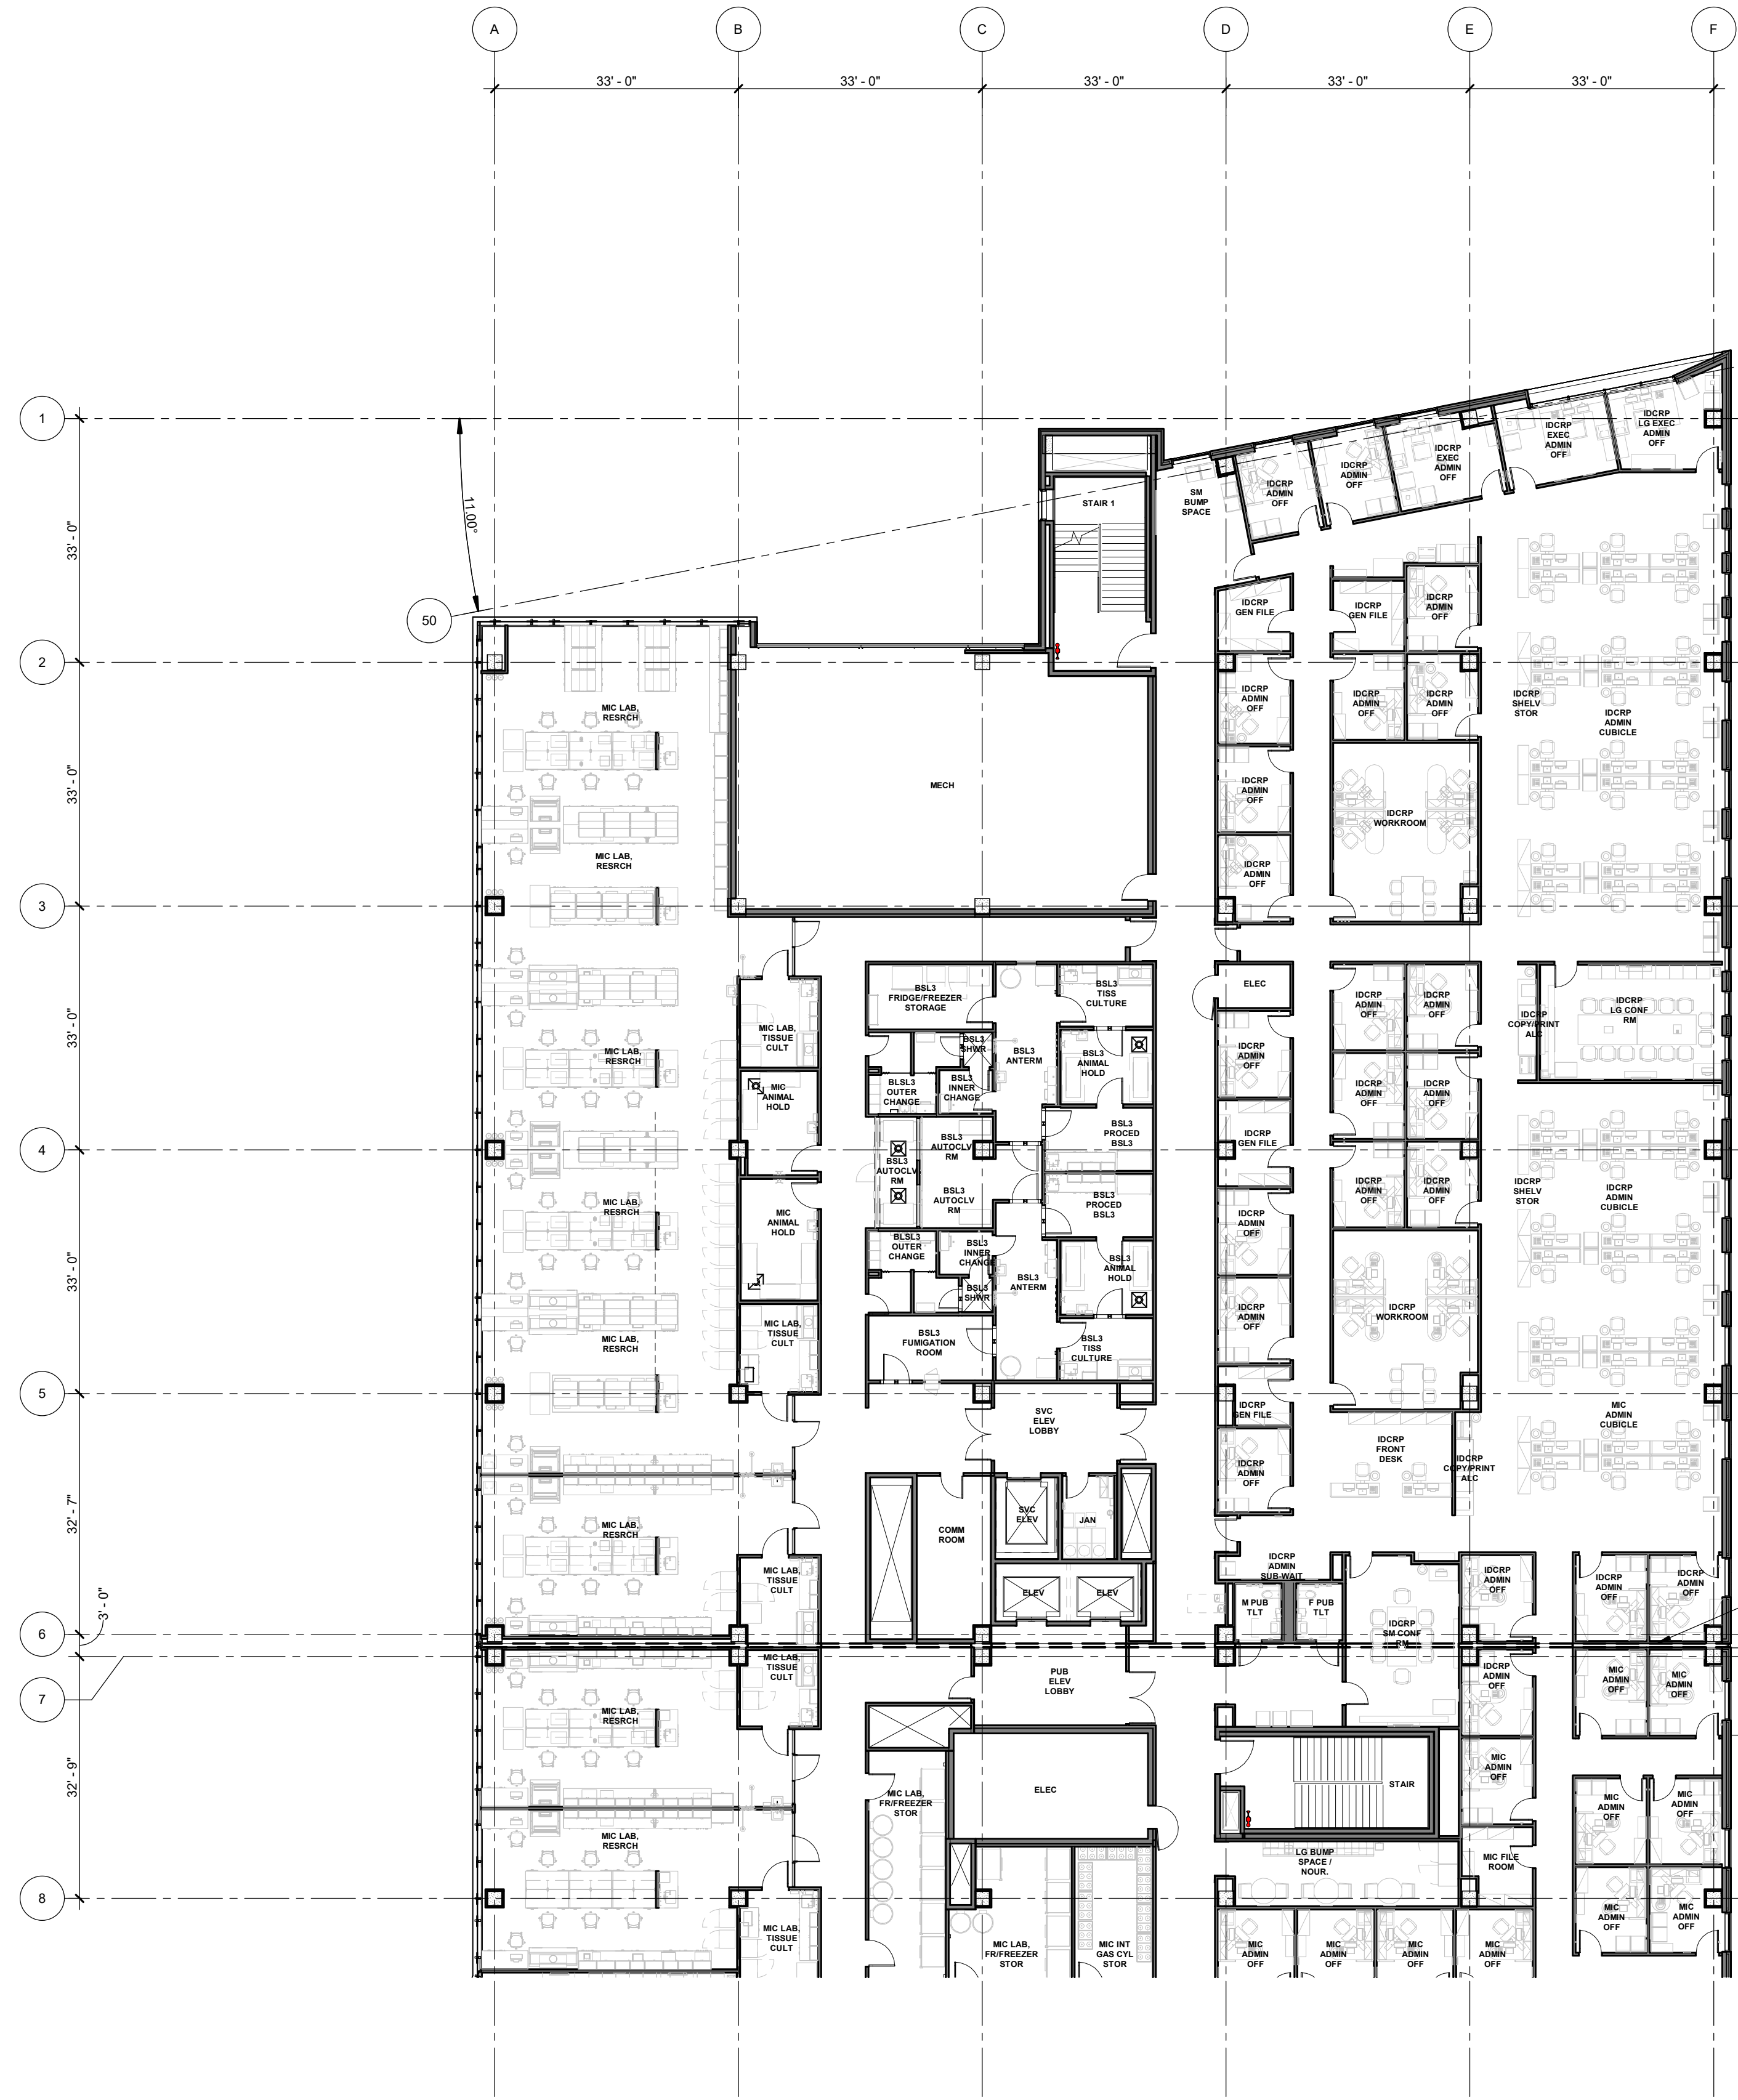 A
B
C
D
E
F
33' - 0"
33' - 0"
33' - 0"
33' - 0"
33' - 0"
1
11.00°
33' - 0"
50
2
33' - 0"
3
33' - 0"
4
33' - 0"
5
32' - 7"
3' - 0"
6
7
32' - 9"
8
IDCRP
LG EXEC
ADMIN
OFF
IDCRP
EXEC
ADMIN
OFF
IDCRP
EXEC
ADMIN
OFF
IDCRP
ADMIN
OFF
IDCRP
ADMIN
OFF
SM
BUMP
SPACE
STAIR 1
IDCRP
GEN FILE
IDCRP
GEN FILE
IDCRP
ADMIN
OFF
MIC LAB,
RESRCH
IDCRP
ADMIN
OFF
IDCRP
ADMIN
OFF
IDCRP
ADMIN
OFF
IDCRP
SHELV
STOR
IDCRP
ADMIN
CUBICLE
MECH
IDCRP
ADMIN
OFF
IDCRP
WORKROOM
MIC LAB,
RESRCH
IDCRP
ADMIN
OFF
BSL3
FRIDGE/FREEZER
STORAGE
BSL3
TISS
CULTURE
ELEC
IDCRP
ADMIN
OFF
IDCRP
ADMIN
OFF
IDCRP
COPY/PRINT
ALC
IDCRP
LG CONF
RM
MIC LAB,
TISSUE
CULT
MIC LAB,
RESRCH
BSL3
SHWR
BSL3
ANTERM
BSL3
ANIMAL
HOLD
IDCRP
ADMIN
OFF
MIC
ANIMAL
HOLD
BLSL3
OUTER
CHANGE
BSL3
INNER
CHANGE
IDCRP
ADMIN
OFF
IDCRP
ADMIN
OFF
BSL3
AUTOCLV
RM
BSL3
AUTOCLV
RM
BSL3
PROCED
BSL3
IDCRP
GEN FILE
MIC LAB,
RESRCH
BSL3
AUTOCLV
RM
BSL3
PROCED
BSL3
IDCRP
ADMIN
OFF
IDCRP
ADMIN
OFF
IDCRP
SHELV
STOR
IDCRP
ADMIN
CUBICLE
MIC
ANIMAL
HOLD
BLSL3
OUTER
CHANGE
BSL3
INNER
CHANGE
IDCRP
ADMIN
OFF
BSL3
SHWR
BSL3
ANTERM
BSL3
ANIMAL
HOLD
MIC LAB,
RESRCH
MIC LAB,
TISSUE
CULT
BSL3
FUMIGATION
ROOM
BSL3
TISS
CULTURE
IDCRP
ADMIN
OFF
IDCRP
WORKROOM
SVC
ELEV
LOBBY
IDCRP
GEN FILE
MIC
ADMIN
CUBICLE
IDCRP
ADMIN
OFF
IDCRP
FRONT
DESK
IDCRP
COPY/PRINT
ALC
MIC LAB,
RESRCH
COMM
ROOM
SVC
ELEV
JAN
IDCRP
ADMIN
SUB-WAIT
MIC LAB,
TISSUE
CULT
ELEV
ELEV
M PUB
TLT
F PUB
TLT
IDCRP
SM CONF
RM
IDCRP
ADMIN
OFF
IDCRP
ADMIN
OFF
IDCRP
ADMIN
OFF
MIC LAB,
TISSUE
CULT
PUB
ELEV
LOBBY
IDCRP
ADMIN
OFF
MIC
ADMIN
OFF
MIC
ADMIN
OFF
MIC LAB,
RESRCH
MIC LAB,
FR/FREEZER
STOR
ELEC
STAIR
MIC
ADMIN
OFF
MIC
ADMIN
OFF
MIC
ADMIN
OFF
MIC LAB,
RESRCH
LG BUMP
SPACE /
NOUR.
MIC FILE
ROOM
MIC LAB,
TISSUE
CULT
MIC LAB,
FR/FREEZER
STOR
MIC INT
GAS CYL
STOR
MIC
ADMIN
OFF
MIC
ADMIN
OFF
MIC
ADMIN
OFF
MIC
ADMIN
OFF
MIC
ADMIN
OFF
MIC
ADMIN
OFF